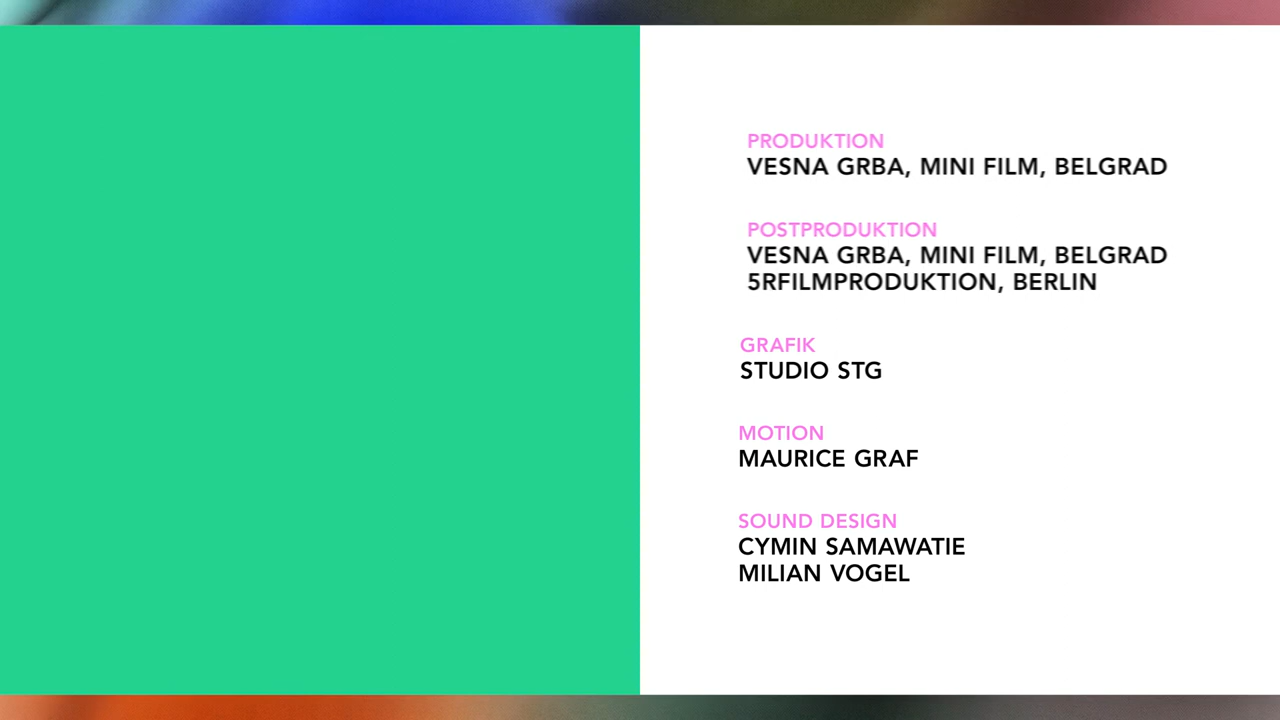 PRODUKTION
VESNA GRBA, MINI FILM, BELGRAD
POSTPRODUKTION
VESNA GRBA, MINI FILM, BELGRAD
5RFILMPRODUKTION, BERLIN
GRAFIK
STUDIO STG
MOTION
MAURICE GRAF
SOUND DESIGN
CYMIN SAMAWATIE
MILIAN VOGEL